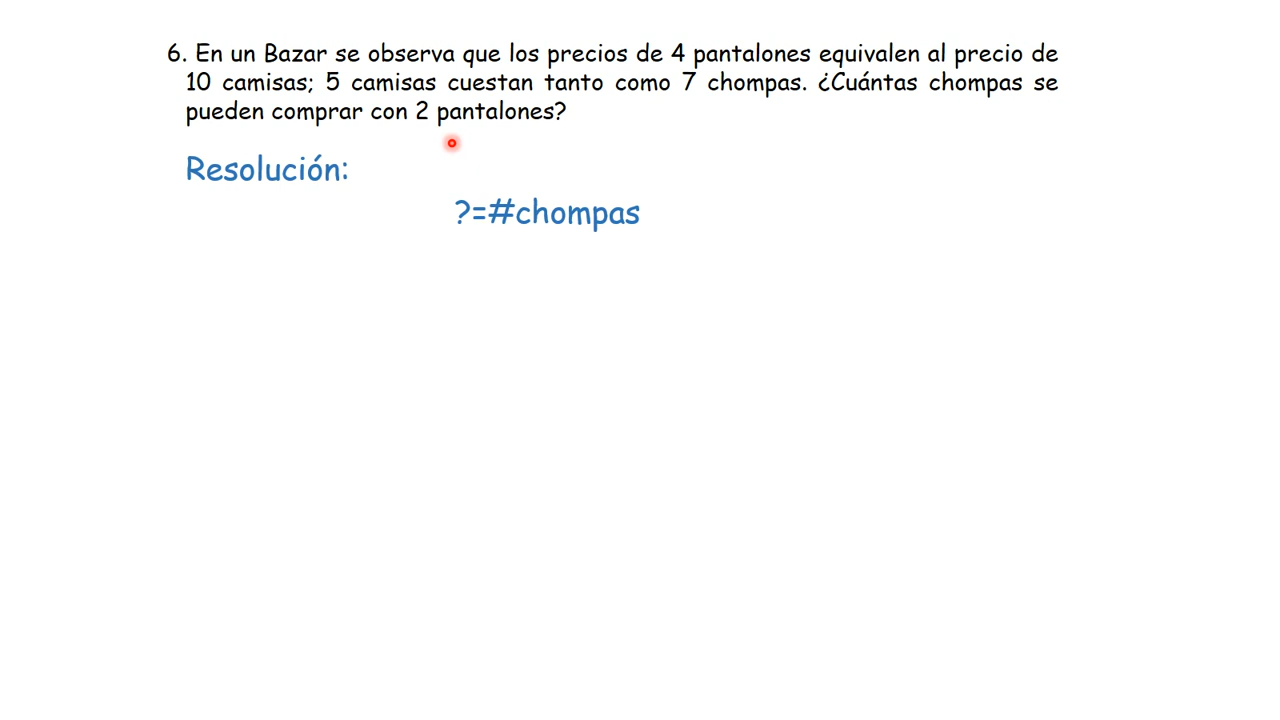 6. En un Bazar se observa que los precios de 4 pantalones equivalen al precio de
10 camisas; 5 camisas cuestan tanto como 7 chompas. ¿Cuántas chompas se
pueden comprar con 2 pantalones?
Resolución:
?=#chompas